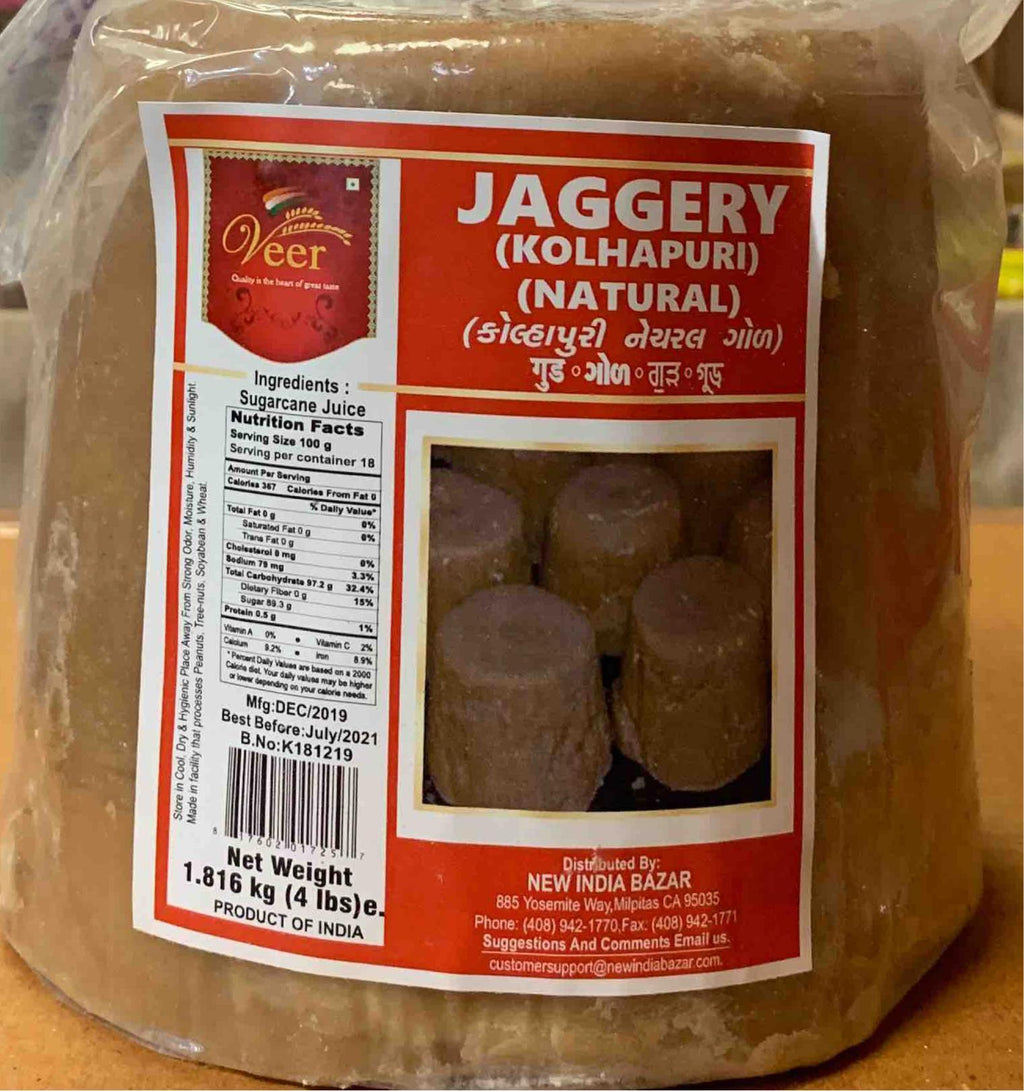 Veer
Quality is the heart of great taste
JAGGERY
(KOLHAPURI)
(NATURAL)
(કોલ્હાપુરી નેચરલ ગોળ)
गुड़ ॰ ગોળ ॰ ਗੁੜ ॰ गूळ
Ingredients :
Sugarcane Juice
Nutrition Facts
Serving Size 100 g
Serving per container 18
Amount Per Serving
Calories 367 Calories From Fat 0
% Daily Value*
Total Fat 0 g 0%
Saturated Fat 0 g 0%
Trans Fat 0 g
Cholesterol 0 mg 0%
Sodium 79 mg 3.3%
Total Carbohydrate 97.2 g 32.4%
Dietary Fiber 0 g 15%
Sugar 89.3 g
Protein 0.5 g 1%
Vitamin A 0% • Vitamin C 2%
Calcium 9.2% • Iron 8.9%
*Percent Daily Values are based on a 2000
Calorie diet. Your daily values may be higher
or lower depending on your calorie needs.
Mfg:DEC/2019
Best Before:July/2021
B.No:K181219
8 17602 01725 7
Net Weight
1.816 kg (4 lbs)e.
PRODUCT OF INDIA
Store in Cool, Dry & Hygienic Place Away From Strong Odor, Moisture, Humidity & Sunlight.
Made in facility that processes Peanuts, Tree-nuts, Soyabean & Wheat.
Distributed By:
NEW INDIA BAZAR
885 Yosemite Way,Milpitas CA 95035
Phone: (408) 942-1770,Fax: (408) 942-1771
Suggestions And Comments Email us.
customersupport@newindiabazar.com.